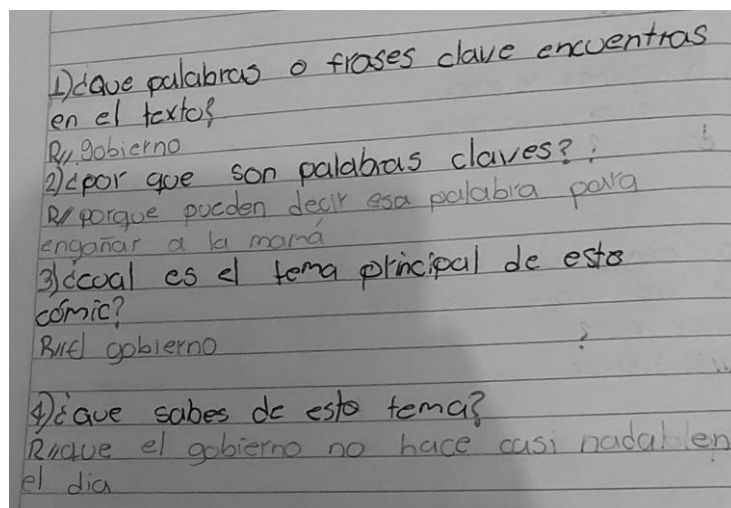 1)¿Que palabras o frases clave encuentras
en el texto?
R// gobierno
2)¿por que son palabras claves?:
R// porque pueden decir esa palabra para
engañar a la mamá
3)¿cual es el tema principal de esto
cómic?
R//el gobierno
4)¿que sabes de esto tema?
R//que el gobierno no hace casi nada en
el dia